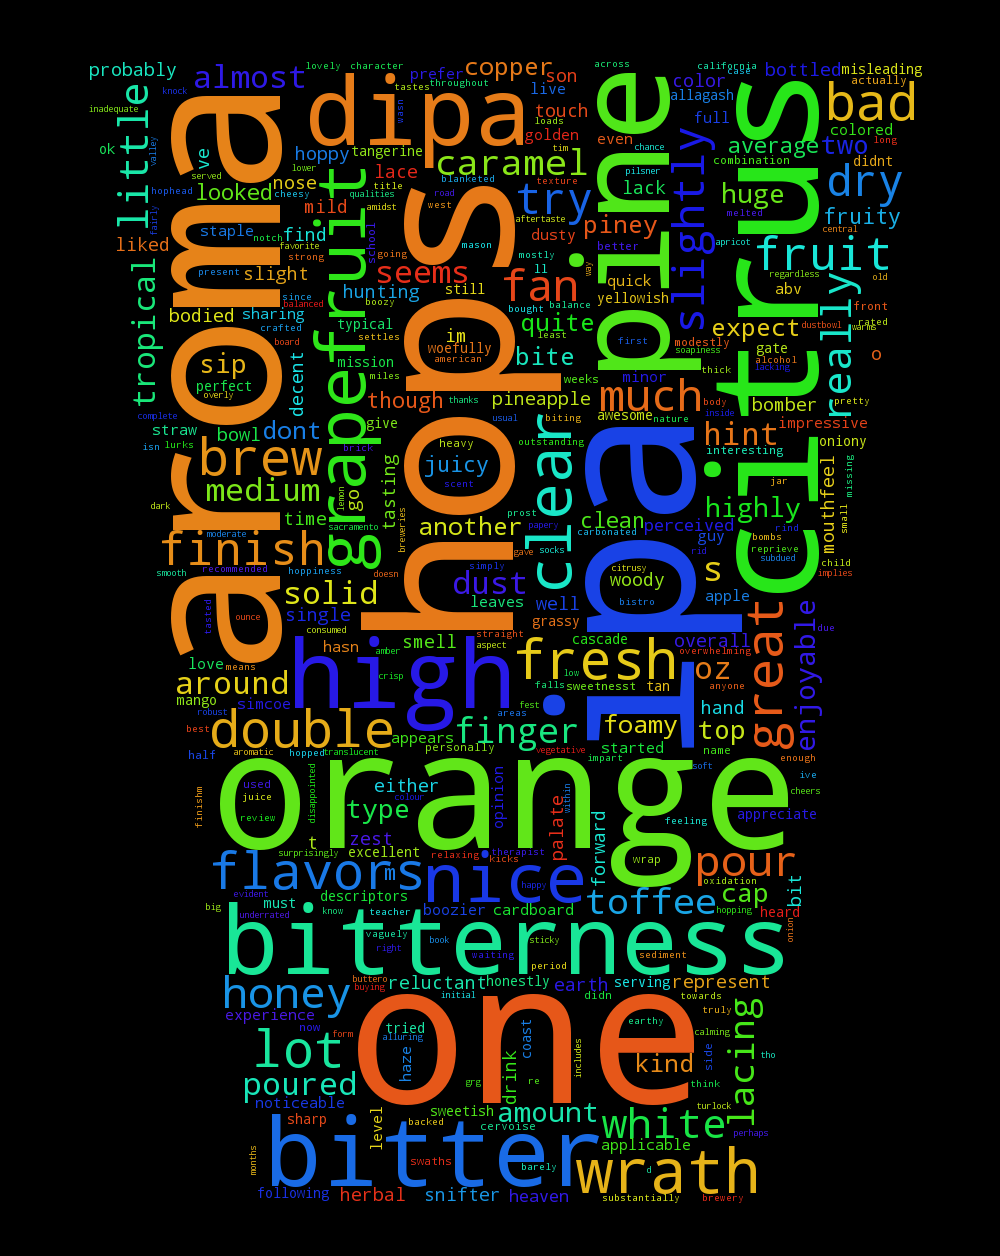 lovely character
across
california
probably
almost
dipa
prefer
copper
son
pine
color
case
bottled
misleading
knock
tastes throughout
live
allagash
citrus
actually
bad
inadequate
little
aroma
wasn
loads
touch
full
colored
ok
valley
ve
hoppy
tangerine
tim
golden
even
chance
average
two
long
served
lower
caramel
pilsner
combination
didnt
looked
nose
cheesy
lace
blanketed
texture
lack
huge
melted
dry
hophead
title
try
fairly
mild
grapefruit
qualities
hops
road
west
aftertaste
piney
slightly
fruity
staple
notch
find
amidst
dusty
apricot
central
liked
favorite
strong
school
going
mason
mostly
better
fruit
tropical
present
slight
boozy
seems
ll
fan
way
quick
regardless
old
since
balanced
hunting
still
bought
balance
yellowish
abv
really
front
bodied
sharing
crafted
typical
settles
im
quite
least
first
soapiness
modestly
expect
dustbowl
rated
warms
board
woefully
american
bite
thick
gate
alcohol
lacking
o
sip
perfect
overly
decent
mission
miles
thanks
weeks
minor
body
pretty
complete
though
pineapple
much
inside
bomber
straw
bowl
dont
give
usual
biting
awesome
nature
hint
impressive
isn
lurks
brick
heavy
outstanding
ipa
interesting
oniony
brew
juicy
clear
jar
missing
dark
medium
lemon
go
tasting
scent
highly
mouthfeel
small
time
sacramento
breweries
another
prost
papery
carbonated
clean
perceived
rind
finish
moderate
socks
guy
bombs
reprieve
subdued
smooth
recommended
hoppiness
doesn
gave
citrusy
rid
s
child
solid
dust
simply
woody
implies
tasted
ounce
single
consumed
leaves
well
bistro
apple
great
straight
grassy
enjoyable
due
love
means
hasn
high
smell
aspect
cascade
overall
overwhelming
around
amber
crisp
fresh
low
oz
anyone
mango
simcoe
falls
sweetnesst
tan
robust
fest
areas
foamy
hand
best
double
appears
finger
top
half
aromatic
hopped
translucent
personally
vegetative
started
impart
name
enough
orange
soft
ive
used
disappointed
either
colour
within
cheers
finishm
juice
review
type
opinion
palate
feeling
appreciate
t
zest
surprisingly
excellent
relaxing
therapist
kicks
forward
wrap
flavors
m
nice
happy
pour
oxidation
evident
descriptors
toffee
cap
bit
big
underrated
must
know
teacher
boozier
cardboard
hopping
heard
bitterness
vaguely
book
sticky
onion
right
waiting
period
sediment
honey
buttero
buying
reluctant
honestly
initial
earth
didn
serving
towards
represent
experience
now
form
one
truly
tried
alluring
earthy
calming
lacing
lot
haze
coast
includes
side
tho
poured
grg
drink
re
kind
think
noticeable
sweetish
amount
turlock
sharp
level
backed
cervoise
white
perhaps
bitter
applicable
months
swaths
barely
d
wrath
following
herbal
snifter
heaven
substantially
brewery